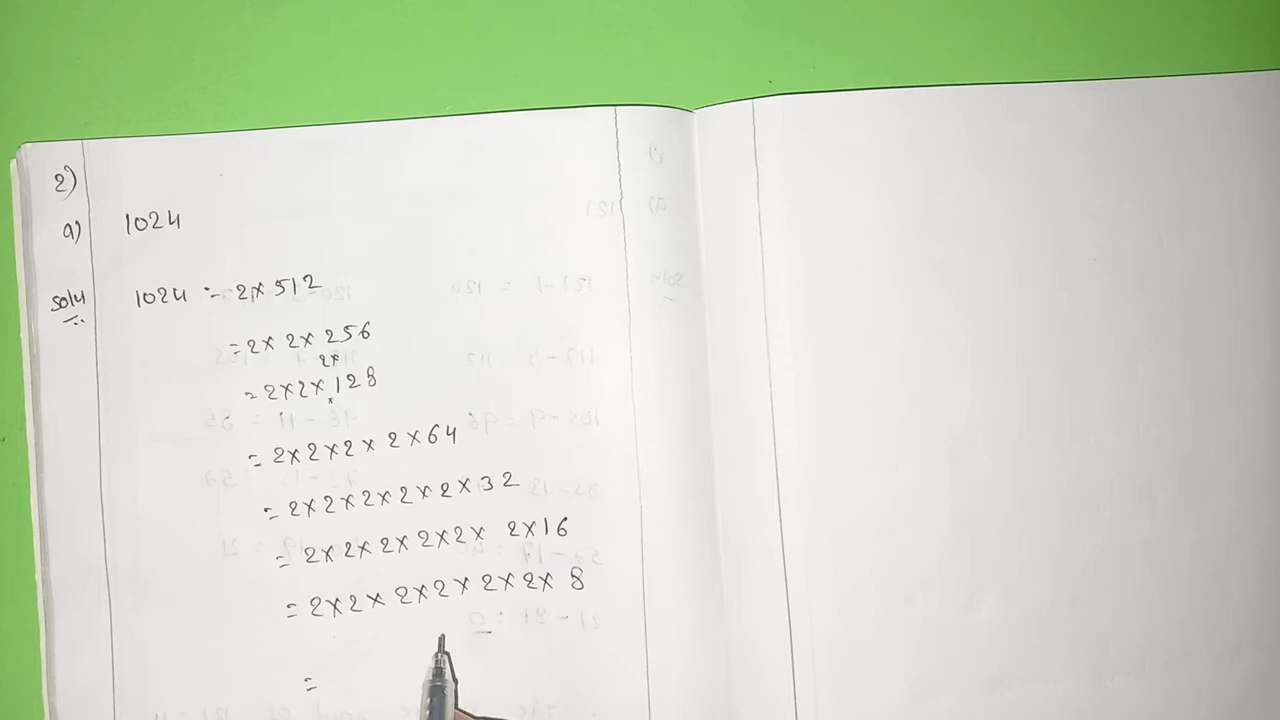 2)
a) 1024
Soln 1024 = 2 × 512
= 2 × 2 × 256
2×
= 2 × 2 × 128
= 2 × 2 × 2 × 2 × 64
= 2 × 2 × 2 × 2 × 2 × 32
= 2 × 2 × 2 × 2 × 2 × 2 × 16
= 2 × 2 × 2 × 2 × 2 × 2 × 8
=